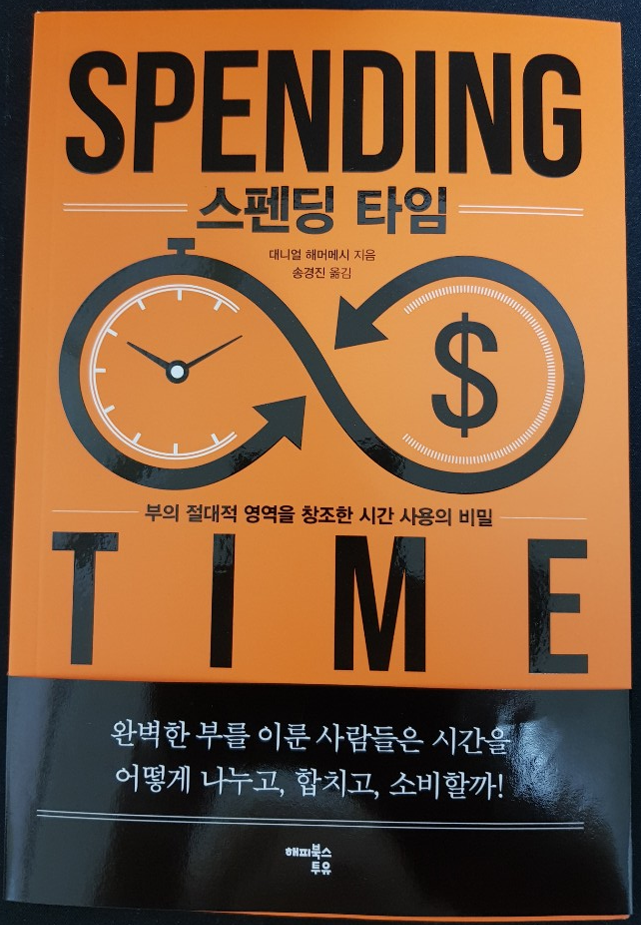 SPENDING
스펜딩 타임
대니얼 해머메시 지음
송경진 옮김
$
부의 절대적 영역을 창조한 시간 사용의 비밀
TIME
완벽한 부를 이룬 사람들은 시간을
어떻게 나누고, 합치고, 소비할까!
해피북스
투유